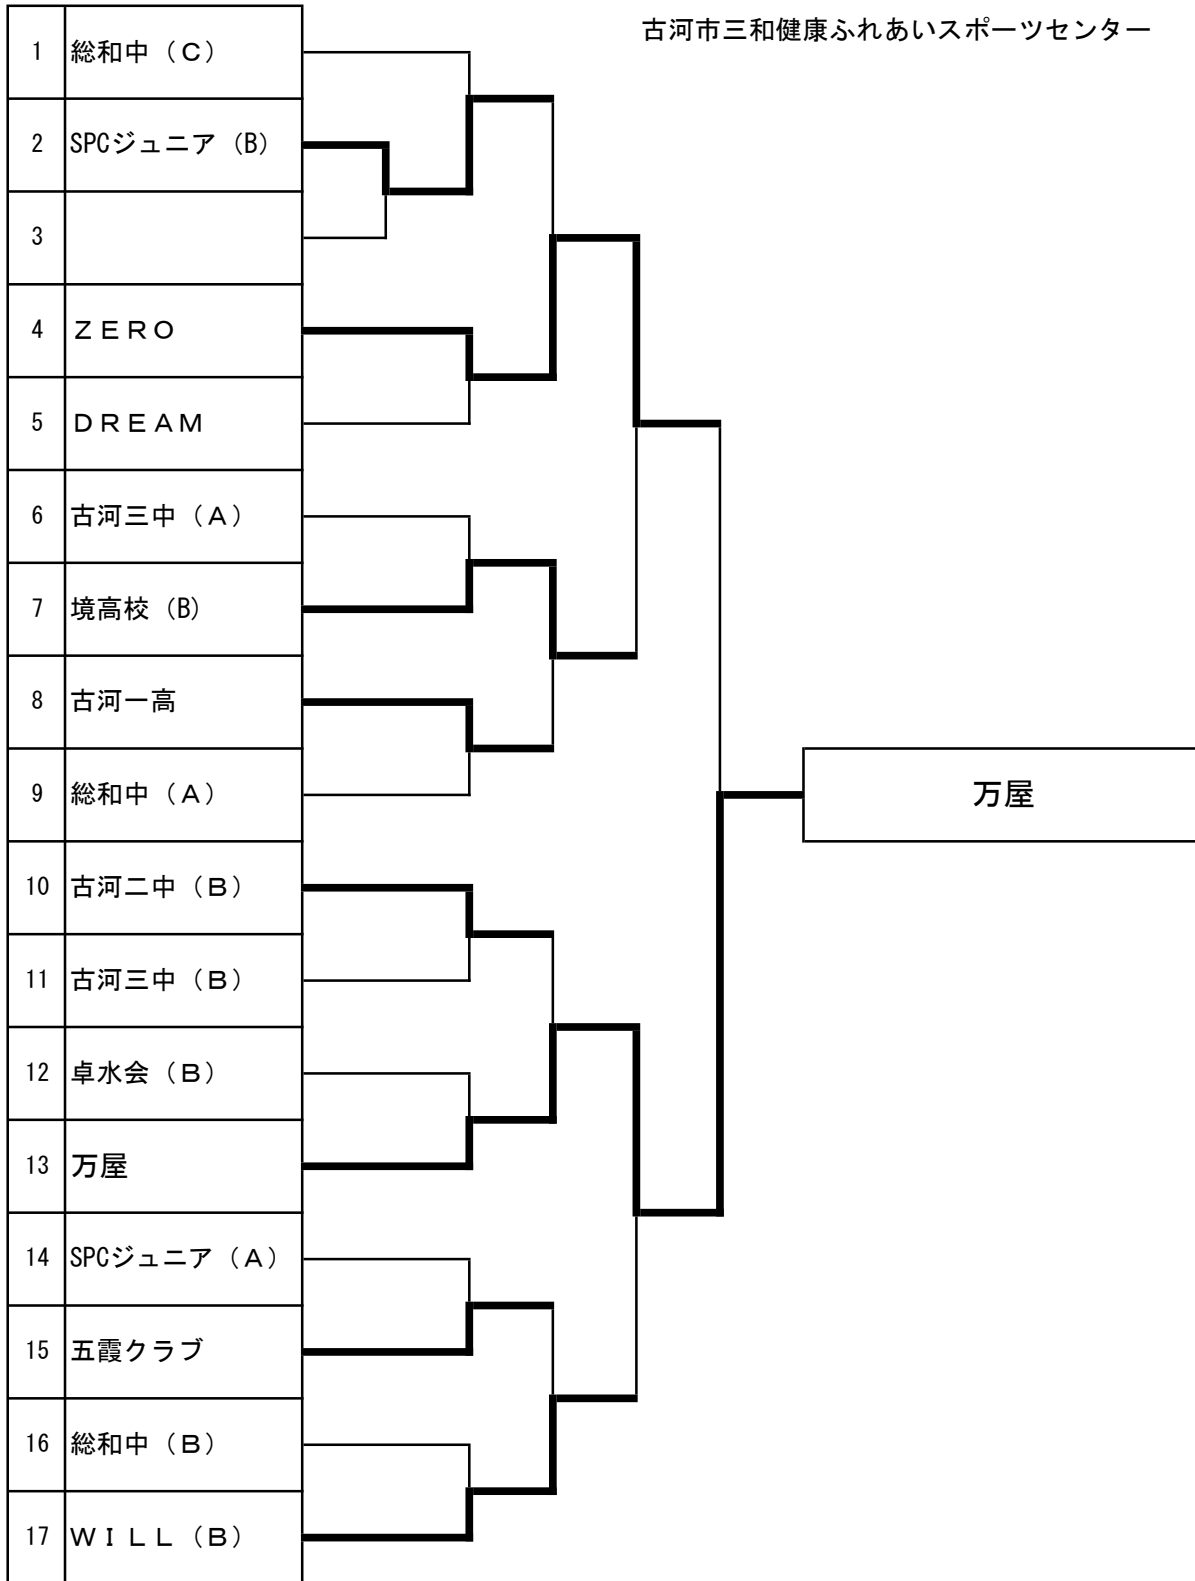 古河市三和健康ふれあいスポーツセンター
1 総和中（Ｃ）
2 SPCジュニア（B）
3
4 ＺＥＲＯ
5 ＤＲＥＡＭ
6 古河三中（Ａ）
7 境高校（B）
8 古河一高
9 総和中（Ａ）
万屋
10 古河二中（Ｂ）
11 古河三中（Ｂ）
12 卓水会（Ｂ）
13 万屋
14 SPCジュニア（Ａ）
15 五霞クラブ
16 総和中（Ｂ）
17 ＷＩＬＬ（Ｂ）